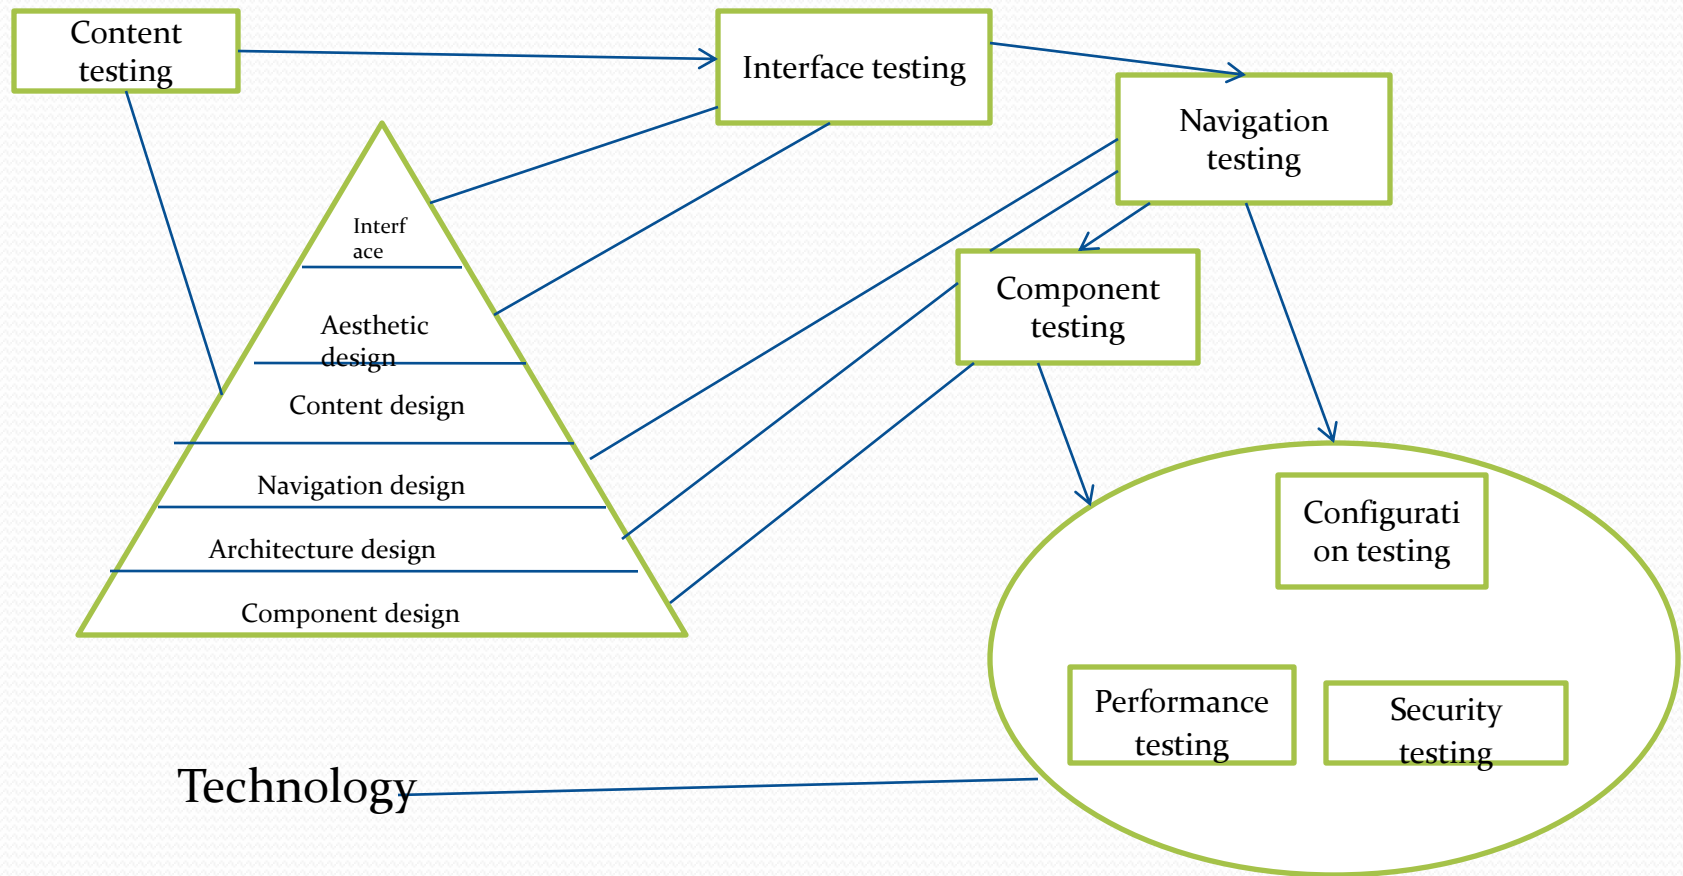 Content
testing
Interface testing
Navigation
testing
Interf
ace
Component
testing
Aesthetic
design
Content design
Navigation design
Architecture design
Component design
Configurati
on testing
Performance
testing
Security
testing
Technology